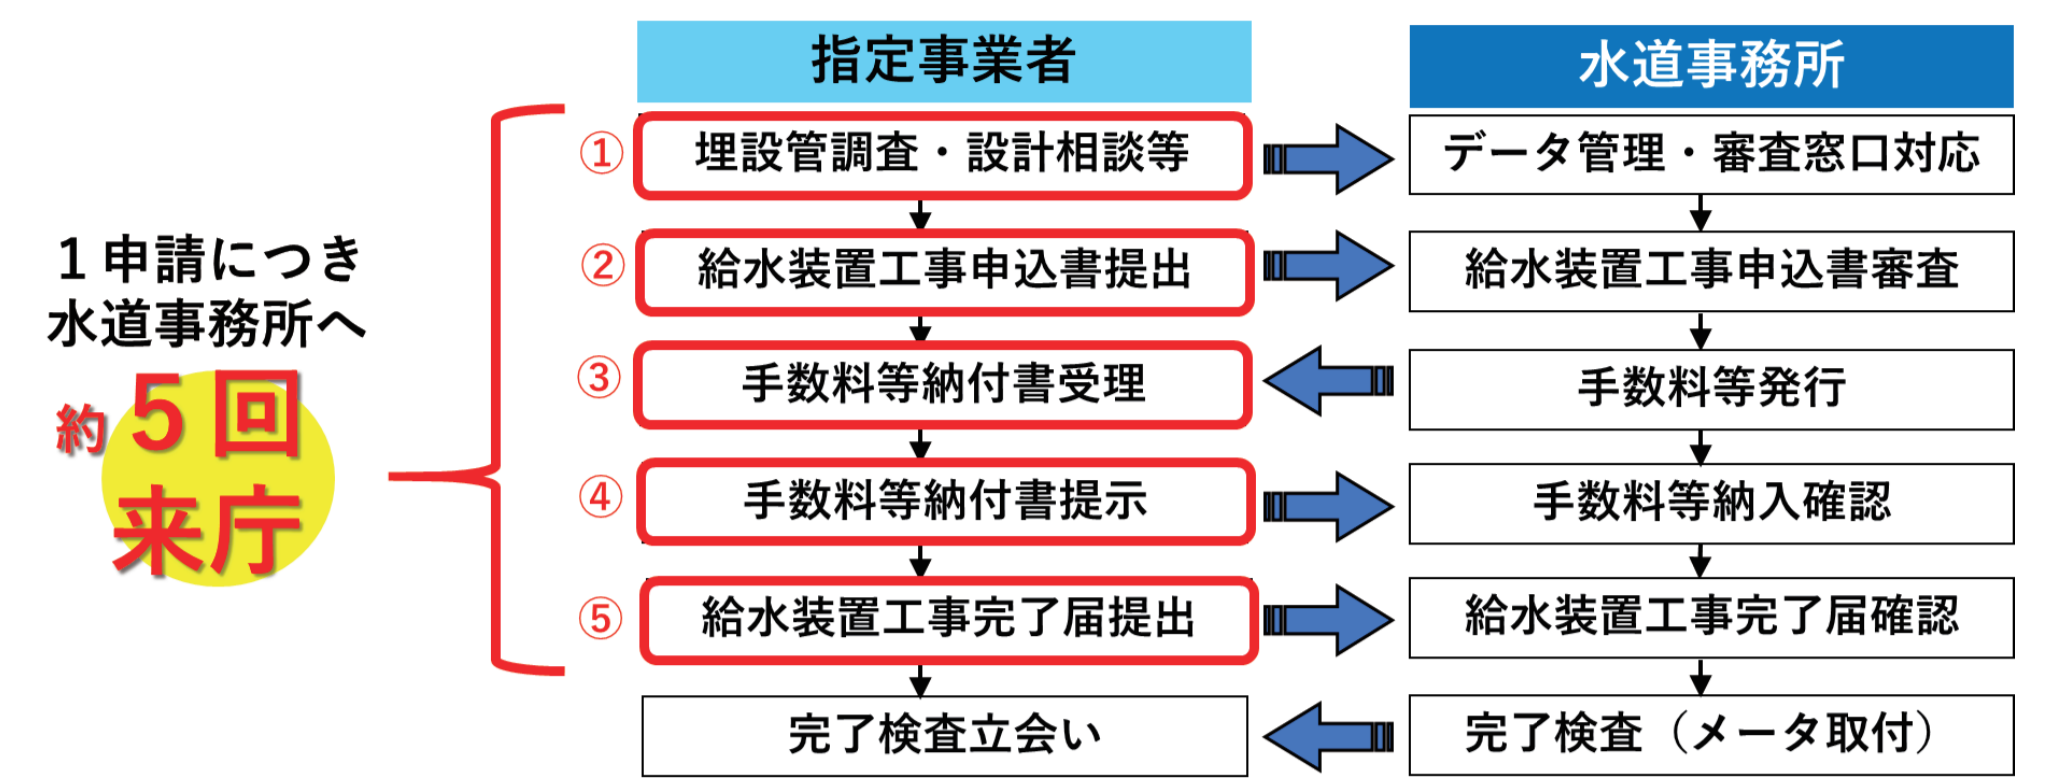 指定事業者
水道事務所
① 埋設管調査・設計相談等
データ管理・審査窓口対応
② 給水装置工事申込書提出
給水装置工事申込書審査
③ 手数料等納付書受理
手数料等発行
④ 手数料等納付書提示
手数料等納入確認
⑤ 給水装置工事完了届提出
給水装置工事完了届確認
完了検査立会い
完了検査（メータ取付）
１申請につき
水道事務所へ
約５回
来庁